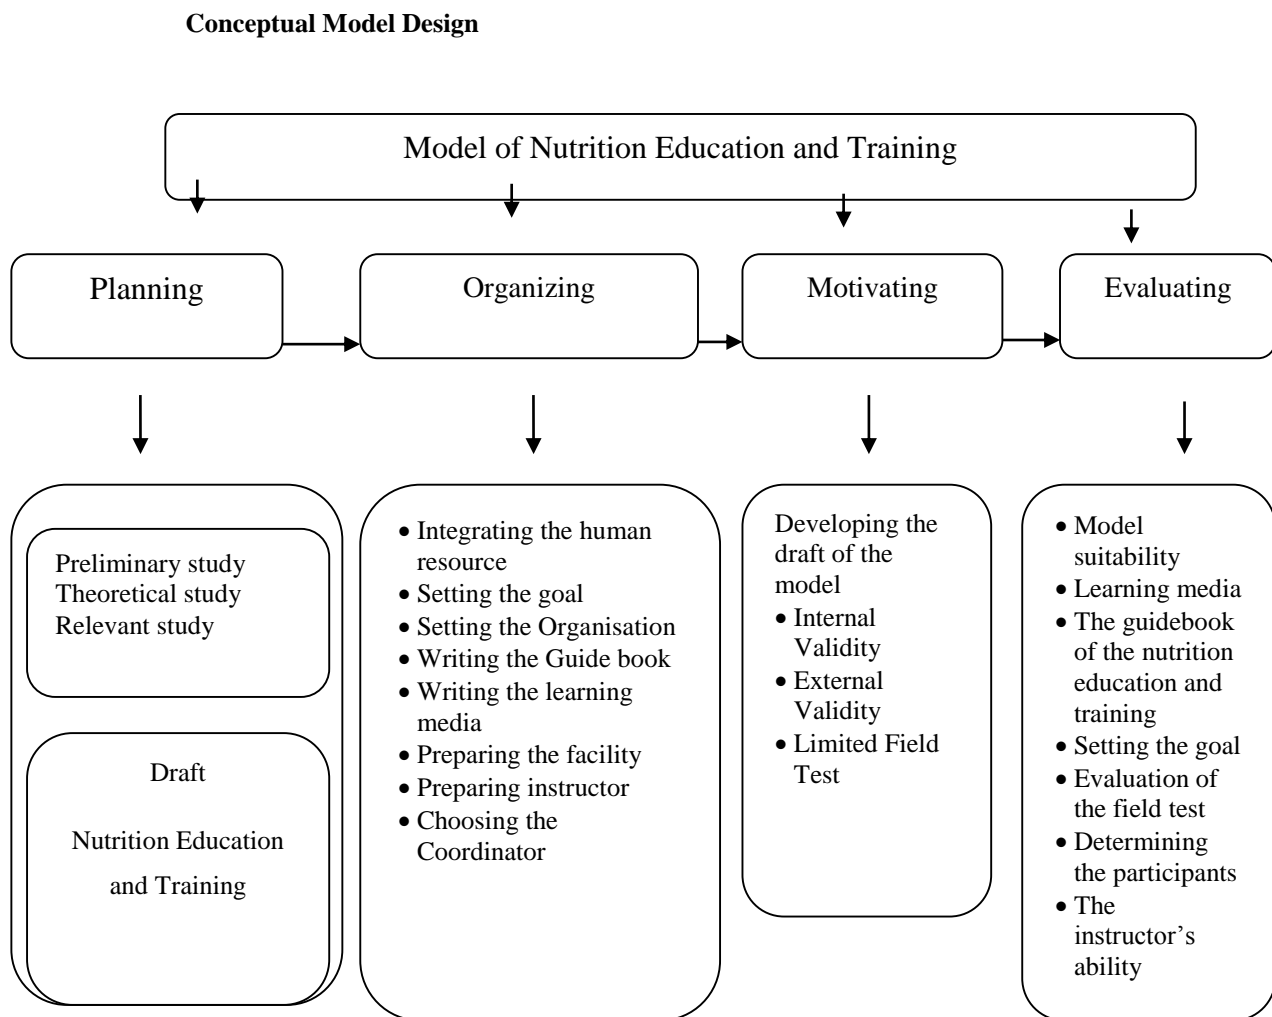 Conceptual Model Design
Model of Nutrition Education and Training
Planning
Organizing
Motivating
Evaluating
Preliminary study
Theoretical study
Relevant study
Draft
Nutrition Education
and Training
• Integrating the human
resource
• Setting the goal
• Setting the Organisation
• Writing the Guide book
• Writing the learning
media
• Preparing the facility
• Preparing instructor
• Choosing the
Coordinator
Developing the
draft of the
model
• Internal
Validity
• External
Validity
• Limited Field
Test
• Model
suitability
• Learning media
• The guidebook
of the nutrition
education and
training
• Setting the goal
• Evaluation of
the field test
• Determining
the participants
• The
instructor’s
ability